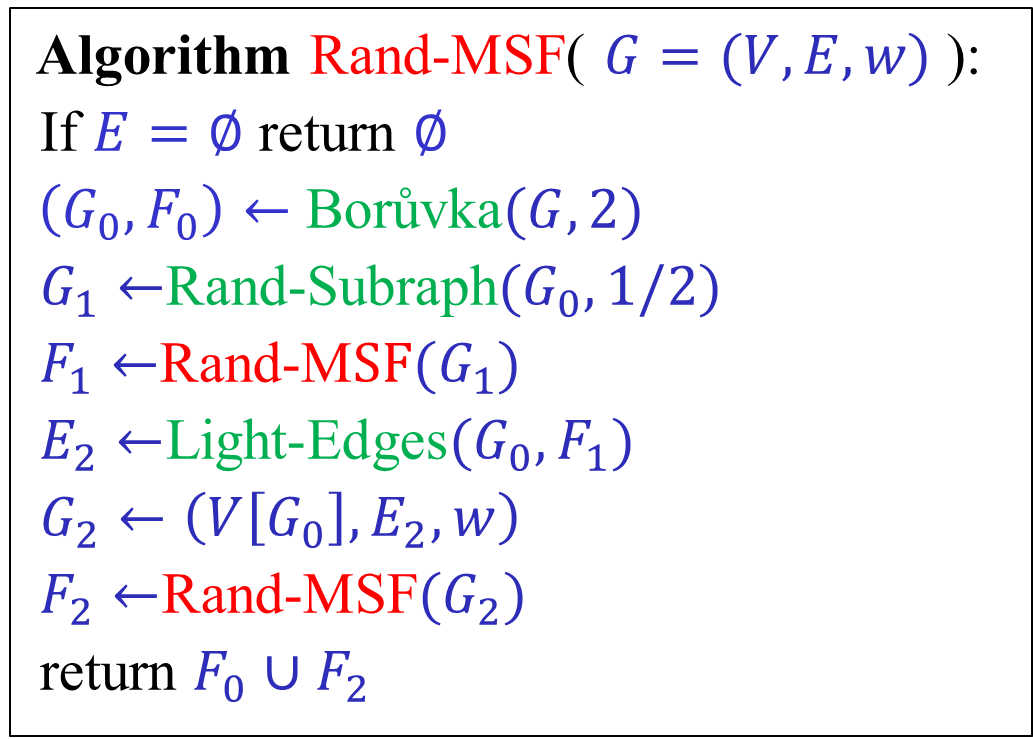 Algorithm Rand-MSF( G = (V, E, w) ):
If E = ∅ return ∅
(G₀, F₀) ← Borůvka(G, 2)
G₁ ←Rand-Subraph(G₀, 1/2)
F₁ ←Rand-MSF(G₁)
E₂ ←Light-Edges(G₀, F₁)
G₂ ← (V[G₀], E₂, w)
F₂ ←Rand-MSF(G₂)
return F₀ ∪ F₂